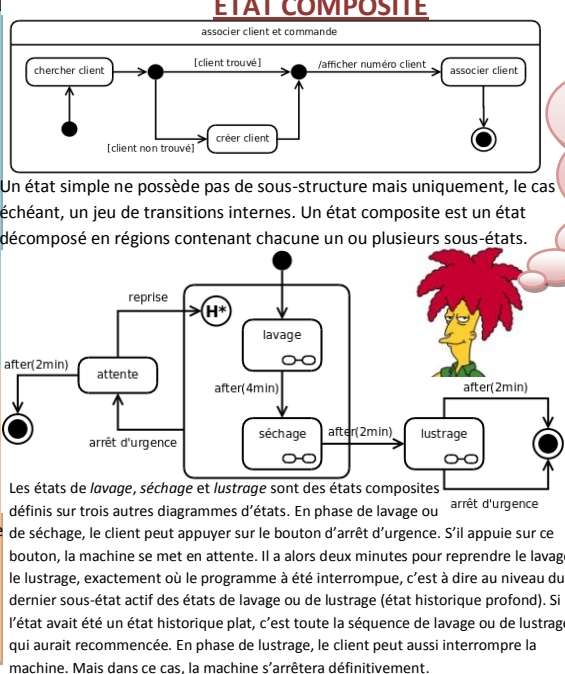 ÉTAT COMPOSITE
associer client et commande
chercher client
[client trouvé]
/afficher numéro client
associer client
créer client
[client non trouvé]
Un état simple ne possède pas de sous-structure mais uniquement, le cas
échéant, un jeu de transitions internes. Un état composite est un état
décomposé en régions contenant chacune un ou plusieurs sous-états.
reprise
H*
lavage
after(2min)
attente
after(4min)
after(2min)
arrêt d'urgence
séchage
after(2min)
lustrage
arrêt d'urgence
Les états de lavage, séchage et lustrage sont des états composites
définis sur trois autres diagrammes d'états. En phase de lavage ou
de séchage, le client peut appuyer sur le bouton d'arrêt d'urgence. S'il appuie sur ce
bouton, la machine se met en attente. Il a alors deux minutes pour reprendre le lavage
le lustrage, exactement où le programme à été interrompue, c'est à dire au niveau du
dernier sous-état actif des états de lavage ou de lustrage (état historique profond). Si
l'état avait été un état historique plat, c'est toute la séquence de lavage ou de lustrage
qui aurait recommencée. En phase de lustrage, le client peut aussi interrompre la
machine. Mais dans ce cas, la machine s'arrêtera définitivement.